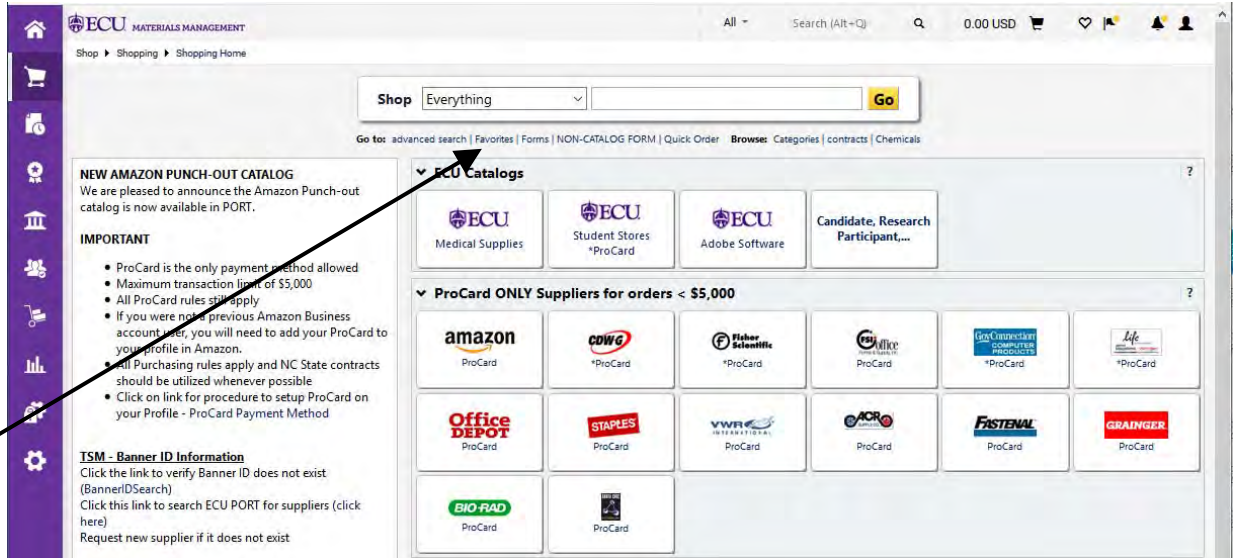 ECU MATERIALS MANAGEMENT
All
Search (Alt+Q)
0.00 USD
Shop Shopping Shopping Home
Shop Everything Go
Go to: advanced search | Favorites | Forms | NON-CATALOG FORM | Quick Order Browse: Categories | contracts | Chemicals
NEW AMAZON PUNCH-OUT CATALOG
We are pleased to announce the Amazon Punch-out
catalog is now available in PORT.
IMPORTANT
• ProCard is the only payment method allowed
• Maximum transaction limit of $5,000
• All ProCard rules still apply
• If you were not a previous Amazon Business
account user, you will need to add your ProCard to
your profile in Amazon.
• All Purchasing rules apply and NC State contracts
should be utilized whenever possible
• Click on link for procedure to setup ProCard on
your Profile - ProCard Payment Method
TSM - Banner ID Information
Click the link to verify Banner ID does not exist
(BannerIDSearch)
Click this link to search ECU PORT for suppliers (click
here)
Request new supplier if it does not exist
ECU Catalogs ?
ECU
Medical Supplies
ECU
Student Stores
*ProCard
ECU
Adobe Software
Candidate, Research
Participant,...
ProCard ONLY Suppliers for orders < $5,000 ?
amazon
ProCard
CDWG
*ProCard
Fisher
Scientific
*ProCard
FSIoffice
ProCard
GovConnection
COMPUTER
PRODUCTS
*ProCard
Life
*ProCard
Office
DEPOT
ProCard
STAPLES
ProCard
VWR
INTERNATIONAL
ProCard
ACR
ProCard
FASTENAL
ProCard
GRAINGER
ProCard
BIO-RAD
ProCard
ProCard